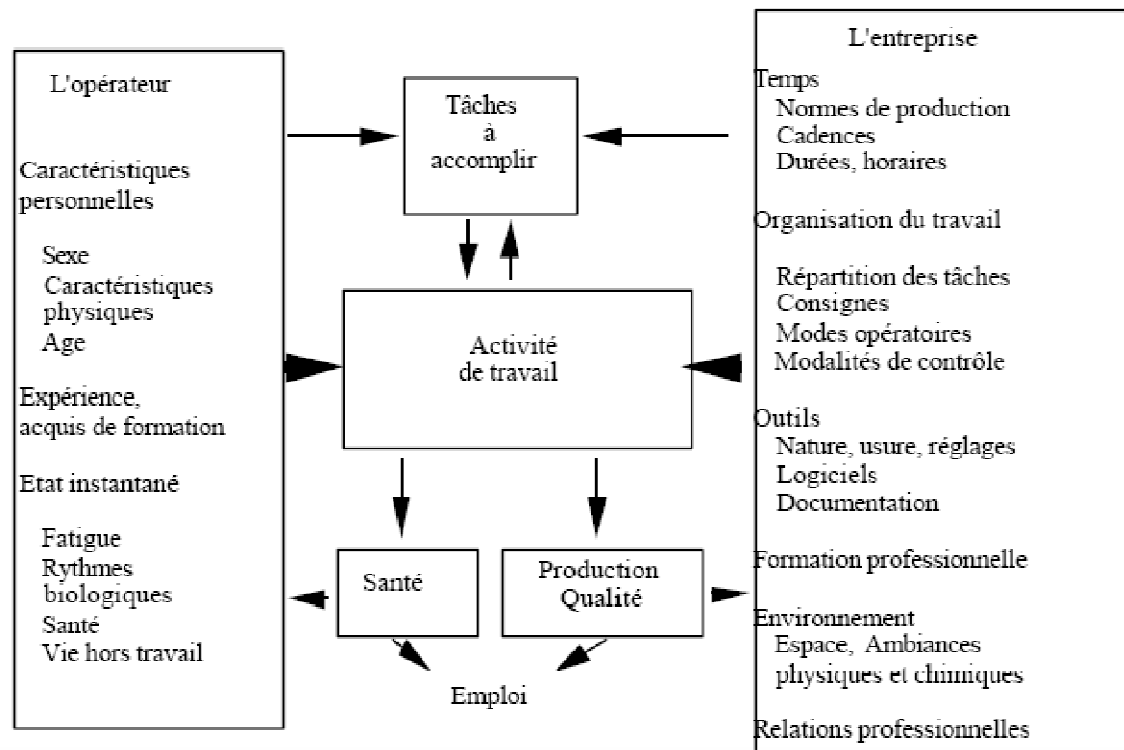 L'opérateur
Caractéristiques
personnelles
Sexe
Caractéristiques
physiques
Age
Expérience,
acquis de formation
Etat instantané
Fatigue
Rythmes
biologiques
Santé
Vie hors travail
Tâches
à
accomplir
Activité
de travail
Santé
Production
Qualité
Emploi
L'entreprise
Temps
Normes de production
Cadences
Durées, horaires
Organisation du travail
Répartition des tâches
Consignes
Modes opératoires
Modalités de contrôle
Outils
Nature, usure, réglages
Logiciels
Documentation
Formation professionnelle
Environnement
Espace, Ambiances
physiques et chimiques
Relations professionnelles